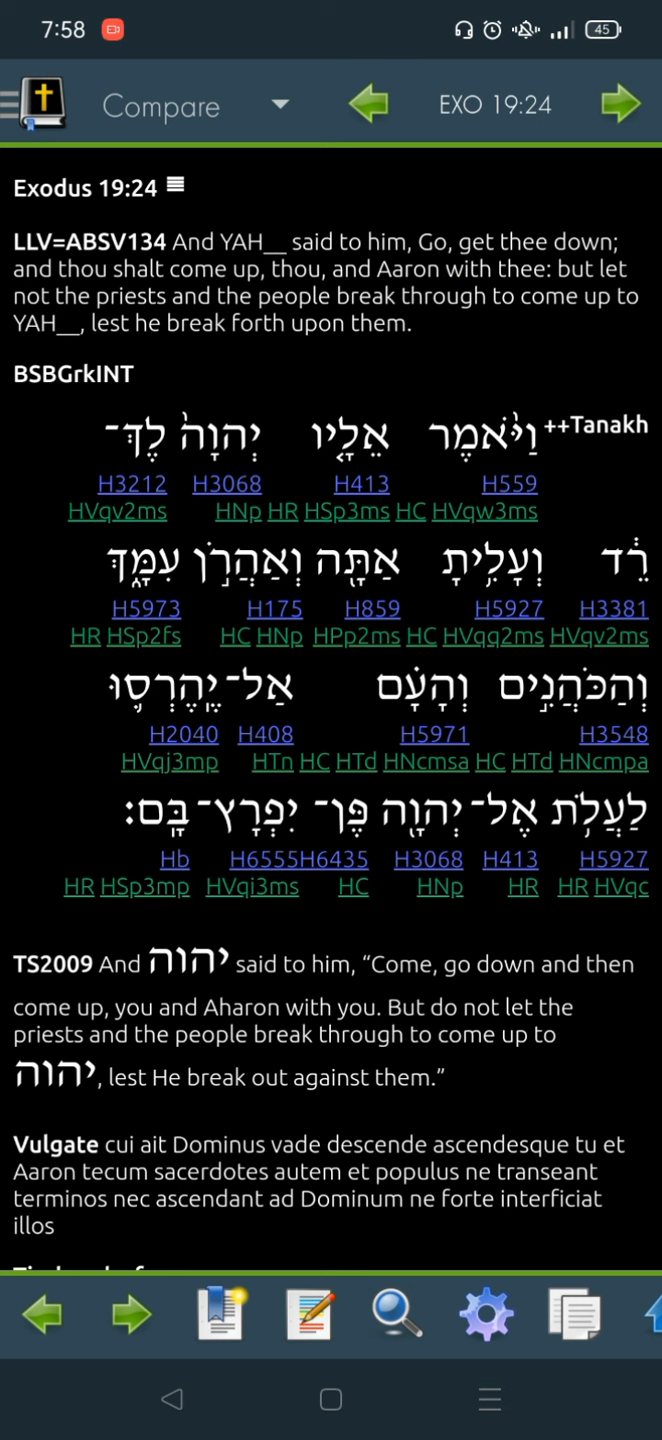 7:58
45
Compare
EXO 19:24
Exodus 19:24
LLV=ABSV134 And YAH__ said to him, Go, get thee down;
and thou shalt come up, thou, and Aaron with thee: but let
not the priests and the people break through to come up to
YAH__, lest he break forth upon them.
BSBGrkINT
++Tanakh וַיֹּ֨אמֶר אֵלָ֤יו יְהוָה֙ לֶךְ־
H3212 H3068 H413 H559
HVqv2ms HNp HR HSp3ms HC HVqw3ms
רֵ֔ד וְעָלִ֥יתָ אַתָּ֖ה וְאַהֲרֹ֣ן עִמָּ֑ךְ
H5973 H175 H859 H5927 H3381
HR HSp2fs HC HNp HPp2ms HC HVqq2ms HVqv2ms
וְהַכֹּהֲנִ֣ים וְהָעָ֗ם אַל־יֶֽהֶרְס֛וּ
H2040 H408 H5971 H3548
HVqj3mp HTn HC HTd HNcmsa HC HTd HNcmpa
לַעֲלֹ֥ת אֶל־יְהוָ֖ה פֶּן־יִפְרָץ־בָּֽם׃
Hb H6555H6435 H3068 H413 H5927
HR HSp3mp HVqi3ms HC HNp HR HR HVqc
TS2009 And יהוה said to him, “Come, go down and then
come up, you and Aharon with you. But do not let the
priests and the people break through to come up to
יהוה, lest He break out against them.”
Vulgate cui ait Dominus vade descende ascendesque tu et
Aaron tecum sacerdotes autem et populus ne transeant
terminos nec ascendant ad Dominum ne forte interficiat
illos